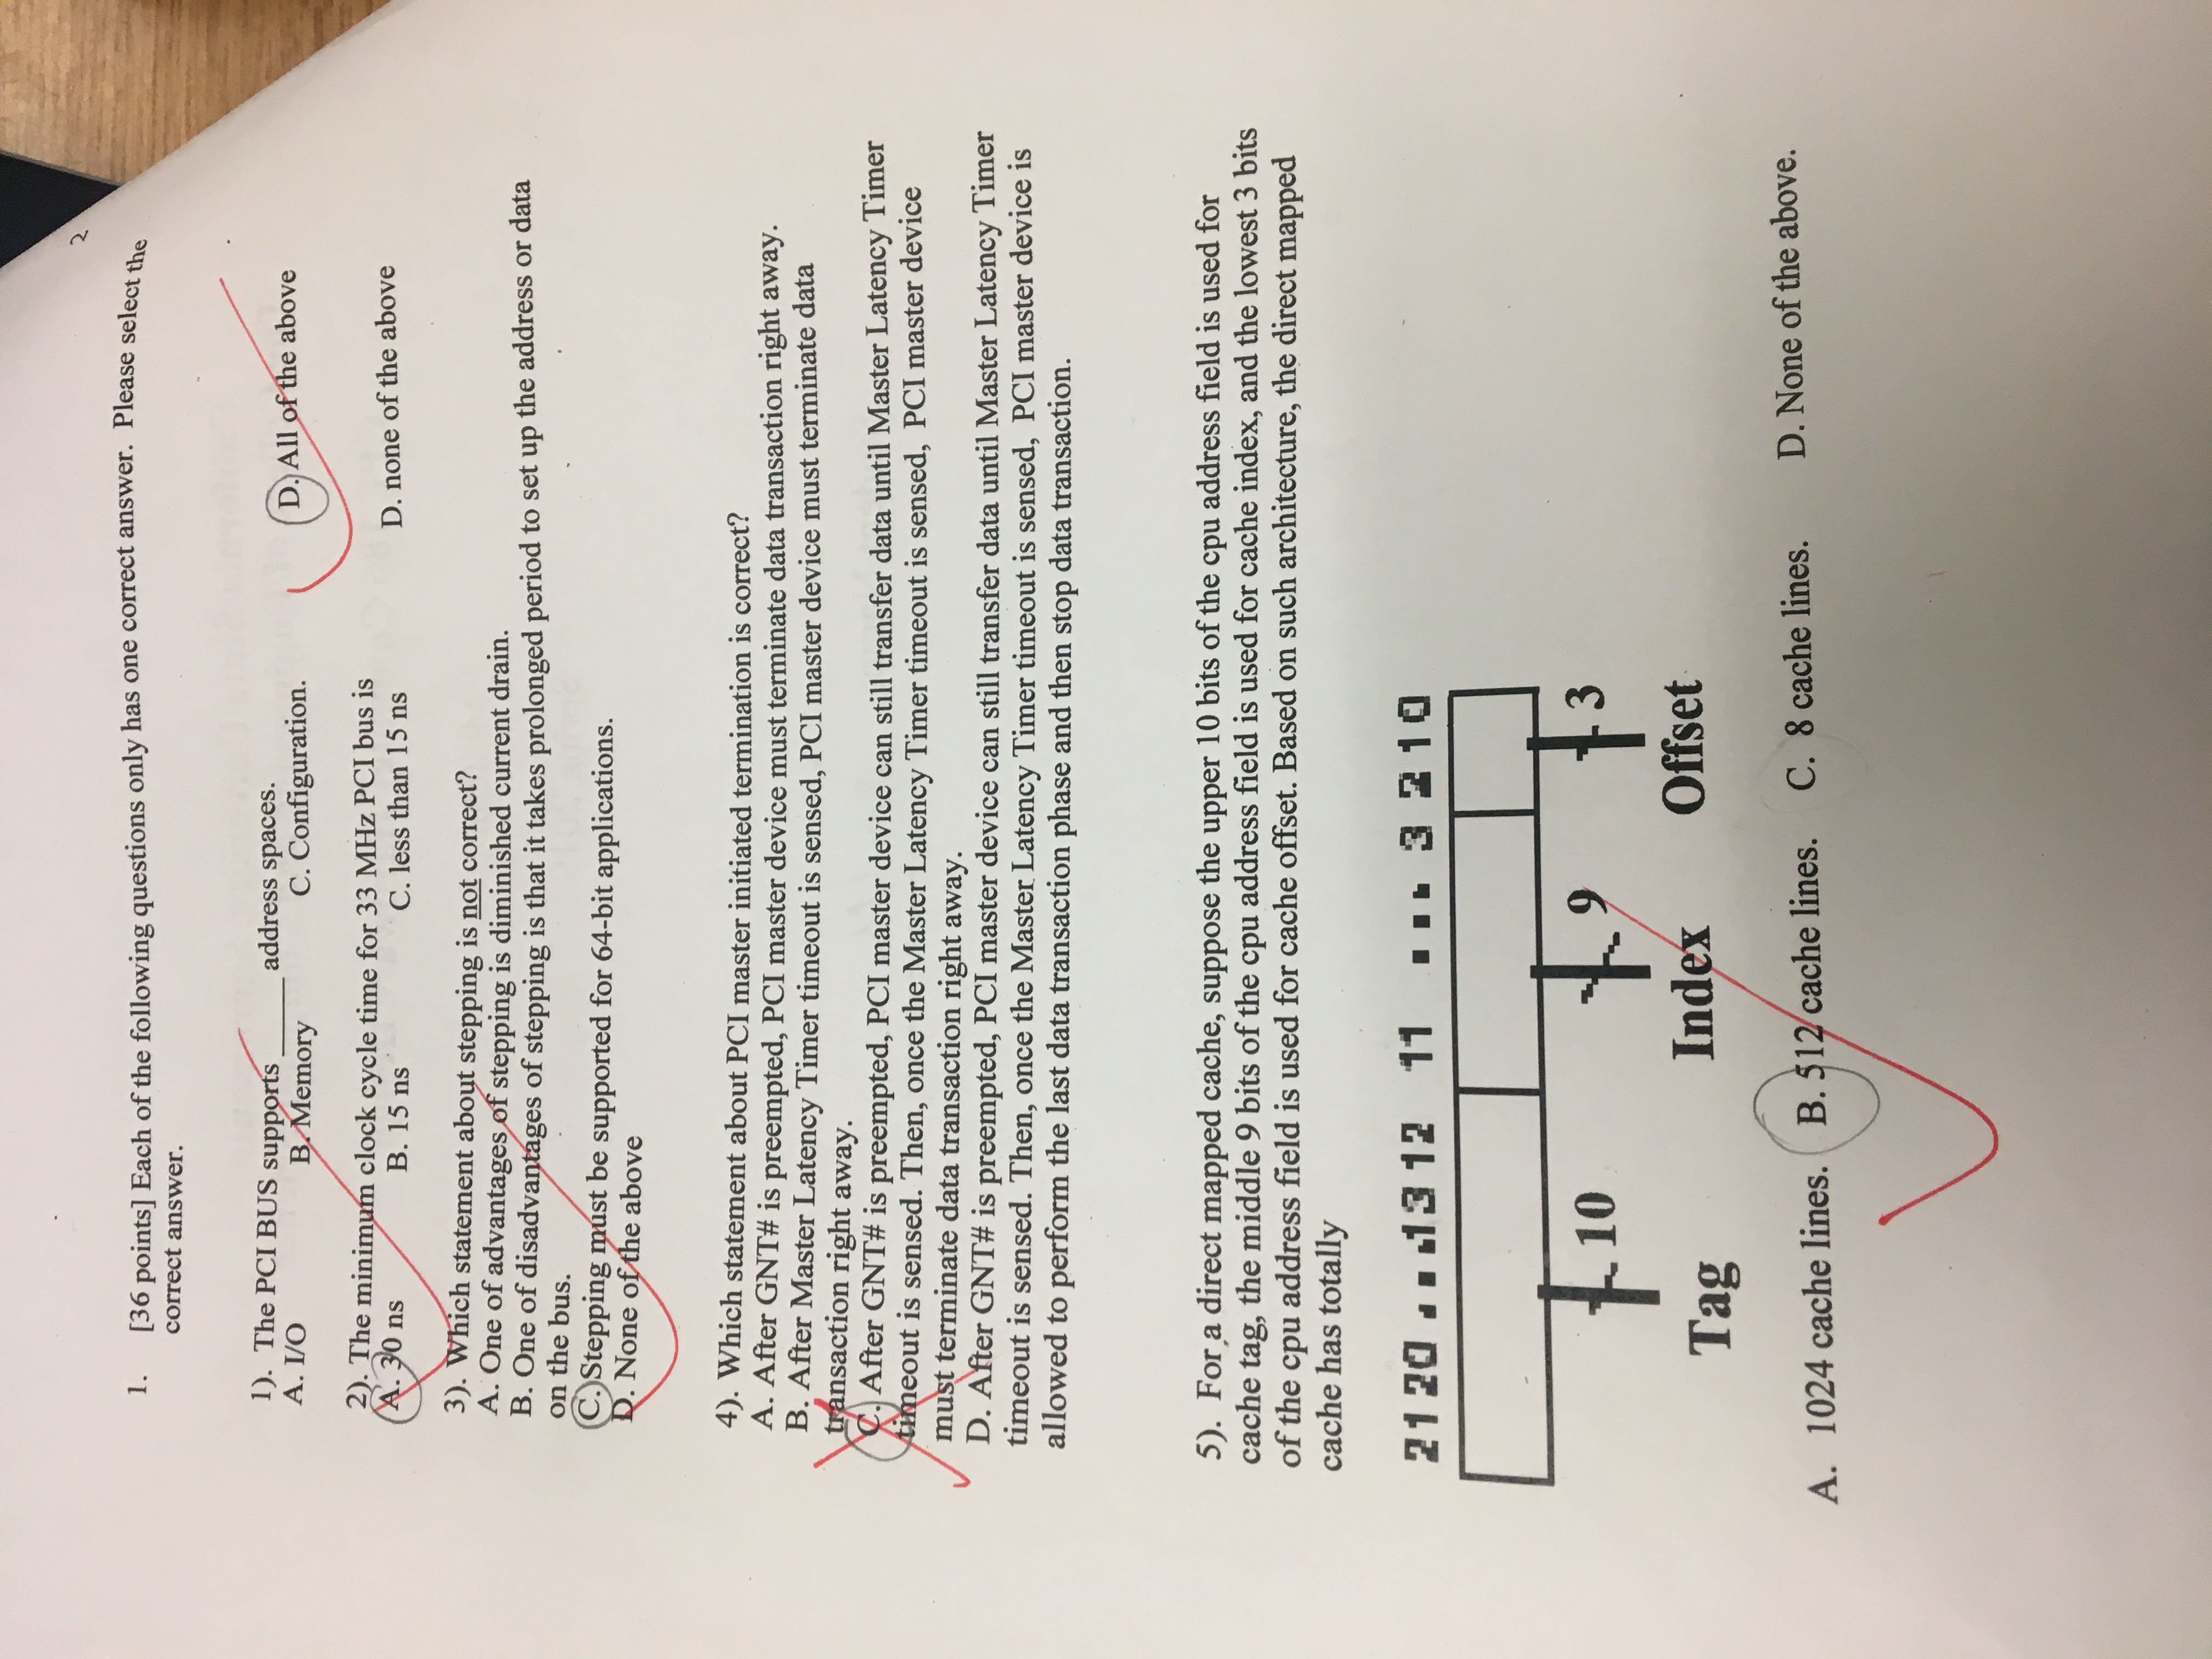 2
1. [36 points] Each of the following questions only has one correct answer. Please select the
correct answer.
1). The PCI BUS supports ______ address spaces.
A. I/O B. Memory C. Configuration. D. All of the above
2). The minimum clock cycle time for 33 MHz PCI bus is
A. 30 ns B. 15 ns C. less than 15 ns D. none of the above
3). Which statement about stepping is not correct?
A. One of advantages of stepping is diminished current drain.
B. One of disadvantages of stepping is that it takes prolonged period to set up the address or data
on the bus.
C. Stepping must be supported for 64-bit applications.
D. None of the above
4). Which statement about PCI master initiated termination is correct?
A. After GNT# is preempted, PCI master device must terminate data transaction right away.
B. After Master Latency Timer timeout is sensed, PCI master device must terminate data
transaction right away.
C. After GNT# is preempted, PCI master device can still transfer data until Master Latency Timer
timeout is sensed. Then, once the Master Latency Timer timeout is sensed, PCI master device
must terminate data transaction right away.
D. After GNT# is preempted, PCI master device can still transfer data until Master Latency Timer
timeout is sensed. Then, once the Master Latency Timer timeout is sensed, PCI master device is
allowed to perform the last data transaction phase and then stop data transaction.
5). For a direct mapped cache, suppose the upper 10 bits of the cpu address field is used for
cache tag, the middle 9 bits of the cpu address field is used for cache index, and the lowest 3 bits
of the cpu address field is used for cache offset. Based on such architecture, the direct mapped
cache has totally
21 20 ... 13 12 11 ... 3 2 1 0
10 9 3
Tag Index Offset
A. 1024 cache lines. B. 512 cache lines. C. 8 cache lines. D. None of the above.